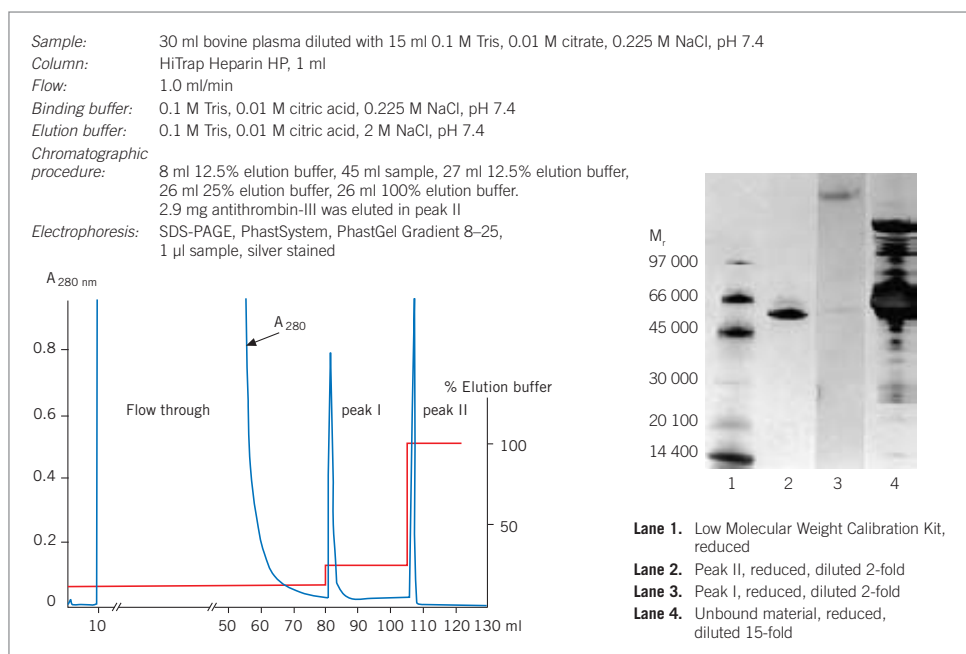 Sample: 30 ml bovine plasma diluted with 15 ml 0.1 M Tris, 0.01 M citrate, 0.225 M NaCl, pH 7.4
Column: HiTrap Heparin HP, 1 ml
Flow: 1.0 ml/min
Binding buffer: 0.1 M Tris, 0.01 M citric acid, 0.225 M NaCl, pH 7.4
Elution buffer: 0.1 M Tris, 0.01 M citric acid, 2 M NaCl, pH 7.4
Chromatographic
procedure: 8 ml 12.5% elution buffer, 45 ml sample, 27 ml 12.5% elution buffer,
26 ml 25% elution buffer, 26 ml 100% elution buffer.
2.9 mg antithrombin-III was eluted in peak II
Electrophoresis: SDS-PAGE, PhastSystem, PhastGel Gradient 8–25,
1 µl sample, silver stained
A 280 nm
A 280
0.8
0.6
0.4
0.2
0
Flow through
peak I
peak II
% Elution buffer
100
50
10 50 60 70 80 90 100 110 120 130 ml
Mr
97 000
66 000
45 000
30 000
20 100
14 400
1 2 3 4
Lane 1. Low Molecular Weight Calibration Kit,
reduced
Lane 2. Peak II, reduced, diluted 2-fold
Lane 3. Peak I, reduced, diluted 2-fold
Lane 4. Unbound material, reduced,
diluted 15-fold